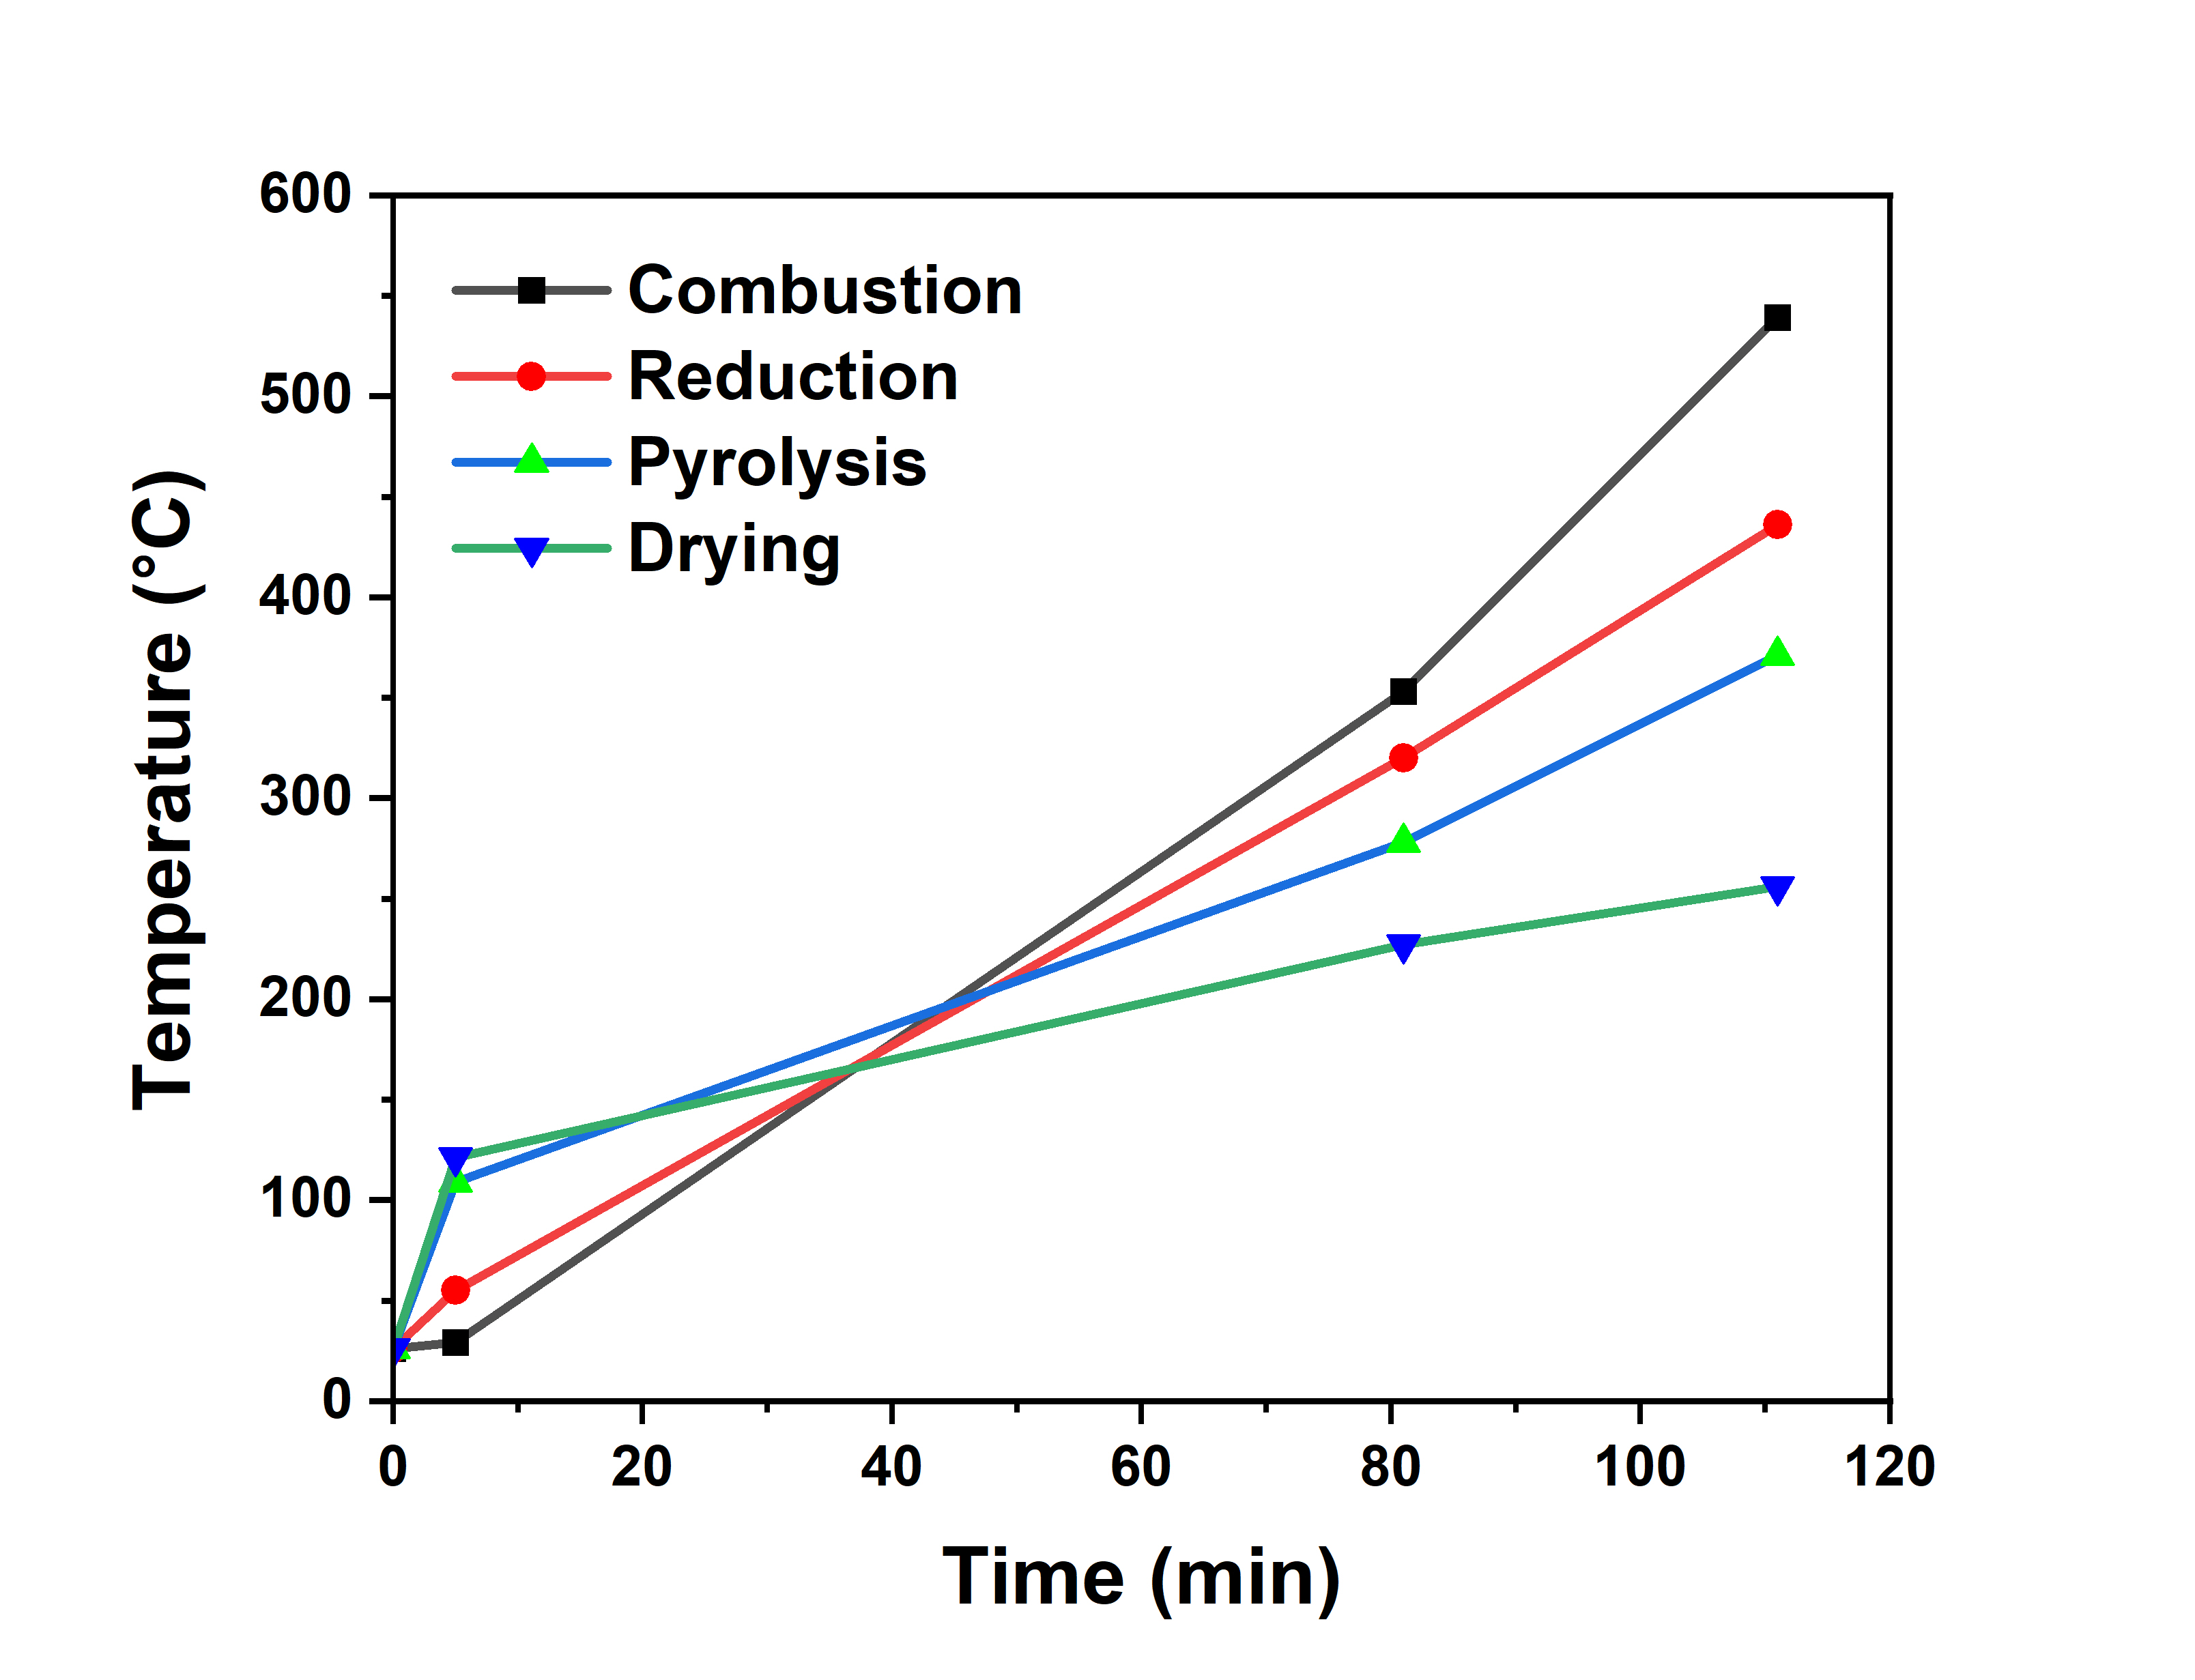 600
500
400
300
200
100
0
Temperature (°C)
Combustion
Reduction
Pyrolysis
Drying
0 20 40 60 80 100 120
Time (min)